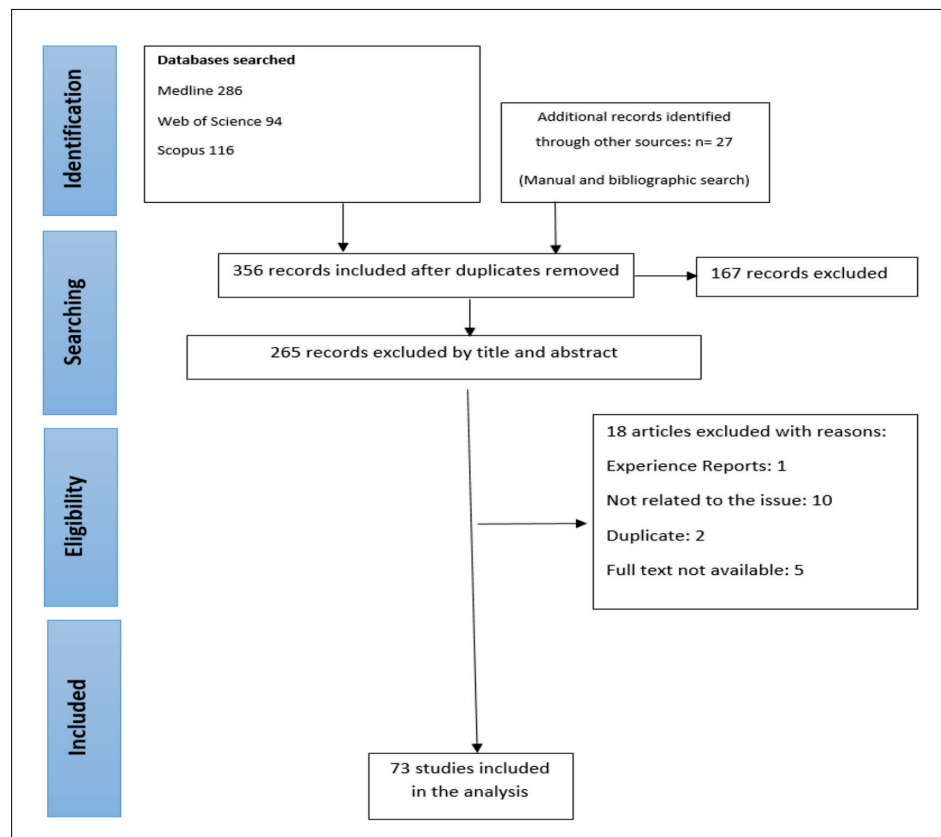 Identification
Databases searched
Medline 286
Web of Science 94
Scopus 116
Additional records identified
through other sources: n= 27
(Manual and bibliographic search)
Searching
356 records included after duplicates removed
167 records excluded
265 records excluded by title and abstract
Eligibility
18 articles excluded with reasons:
Experience Reports: 1
Not related to the issue: 10
Duplicate: 2
Full text not available: 5
Included
73 studies included
in the analysis